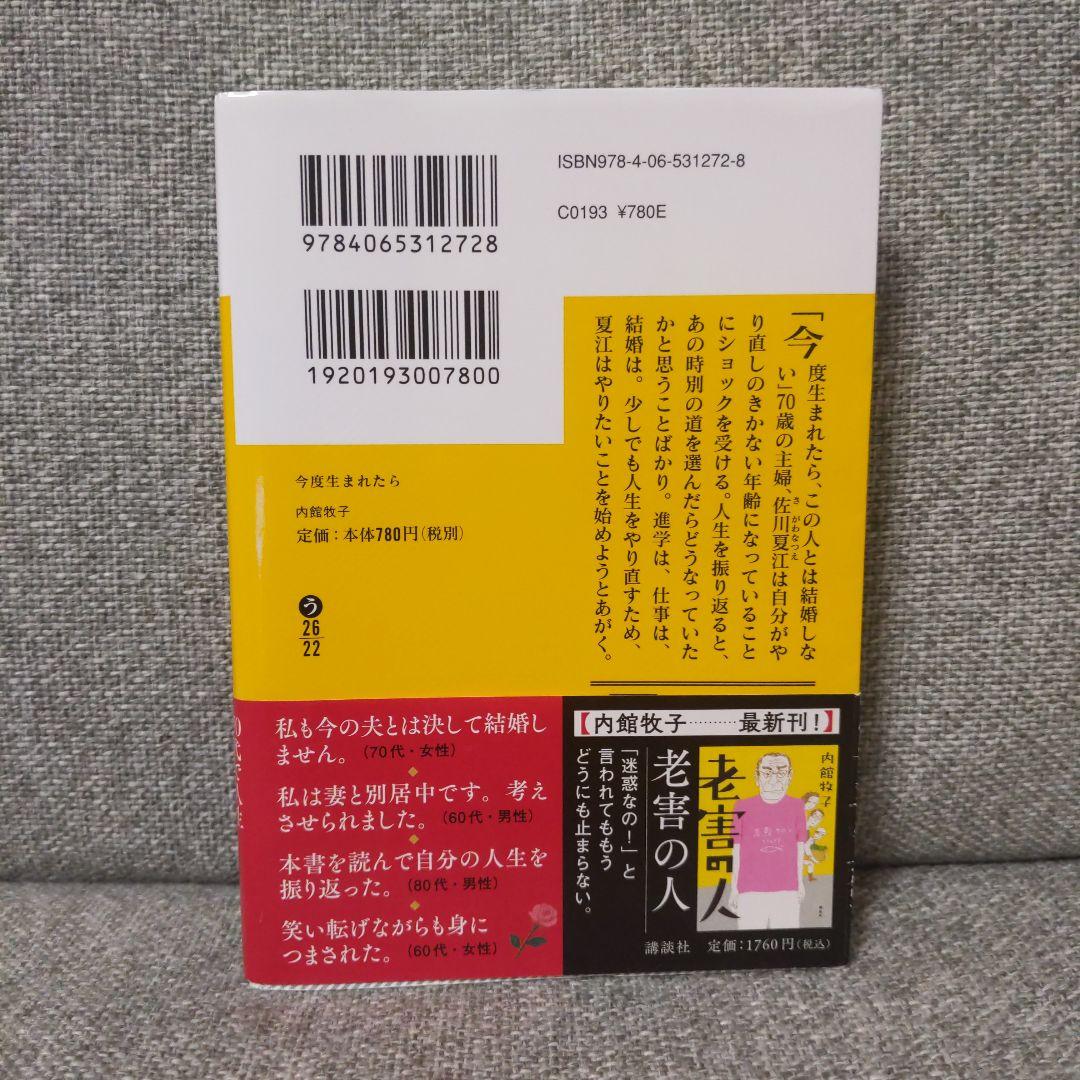 9784065312728
ISBN978-4-06-531272-8
C0193 ¥780E
1920193007800
「今度生まれたら、この人とは結婚しな
い」70歳の主婦、佐川夏江は自分がや
さがわなつえ
り直しのきかない年齢になっていること
にショックを受ける。人生を振り返ると、
あの時別の道を選んだらどうなっていた
かと思うことばかり。進学は、仕事は、
結婚は。少しでも人生をやり直すため、
夏江はやりたいことを始めようとあがく。
今度生まれたら
内館牧子
定価：本体780円（税別）
う
26
22
私も今の夫とは決して結婚し
ません。（70代・女性）
私は妻と別居中です。考え
させられました。（60代・男性）
本書を読んで自分の人生を
振り返った。（80代・男性）
笑い転げながらも身に
つまされた。（60代・女性）
【内館牧子………最新刊！】
老害の人
「迷惑なの！」と
言われてももう
どうにも止まらない。
内館牧子
老害の人
講談社 定価：1760円（税込）